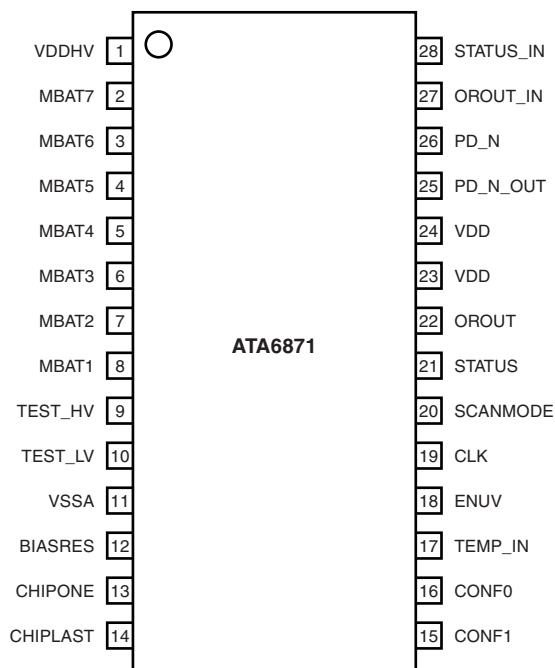 VDDHV 1 28 STATUS_IN
MBAT7 2 27 OROUT_IN
MBAT6 3 26 PD_N
MBAT5 4 25 PD_N_OUT
MBAT4 5 24 VDD
MBAT3 6 23 VDD
MBAT2 7 22 OROUT
ATA6871
MBAT1 8 21 STATUS
TEST_HV 9 20 SCANMODE
TEST_LV 10 19 CLK
VSSA 11 18 ENUV
BIASRES 12 17 TEMP_IN
CHIPONE 13 16 CONF0
CHIPLAST 14 15 CONF1